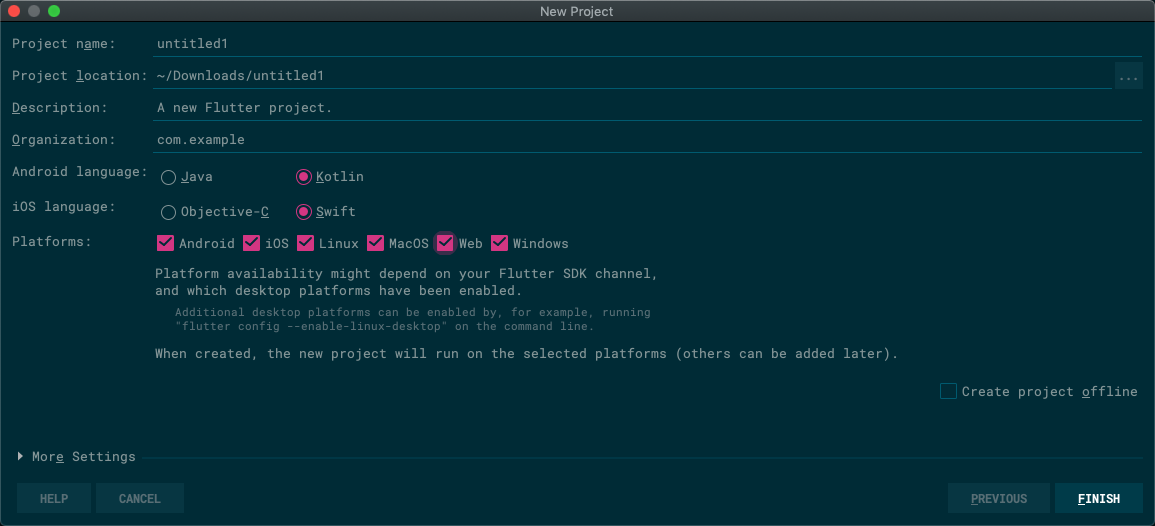 New Project
Project name: untitled1
Project location: ~/Downloads/untitled1 ...
Description: A new Flutter project.
Organization: com.example
Android language: Java Kotlin
iOS language: Objective-C Swift
Platforms: Android iOS Linux MacOS Web Windows
Platform availability might depend on your Flutter SDK channel,
and which desktop platforms have been enabled.
Additional desktop platforms can be enabled by, for example, running
"flutter config --enable-linux-desktop" on the command line.
When created, the new project will run on the selected platforms (others can be added later).
Create project offline
More Settings
HELP CANCEL PREVIOUS FINISH